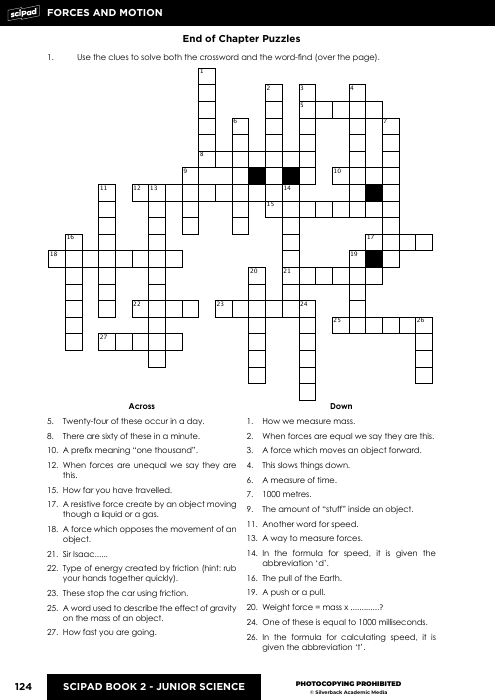 scipad FORCES AND MOTION
End of Chapter Puzzles
1. Use the clues to solve both the crossword and the word-find (over the page).
1
2 3 4
5
6 7
8
9 10
11 12 13 14
15
16 17
18 19
20 21
22 23 24
25 26
27
Across
5. Twenty-four of these occur in a day.
8. There are sixty of these in a minute.
10. A prefix meaning "one thousand".
12. When forces are unequal we say they are
this.
15. How far you have travelled.
17. A resistive force create by an object moving
though a liquid or a gas.
18. A force which opposes the movement of an
object.
21. Sir Isaac......
22. Type of energy created by friction (hint: rub
your hands together quickly).
23. These stop the car using friction.
25. A word used to describe the effect of gravity
on the mass of an object.
27. How fast you are going.
Down
1. How we measure mass.
2. When forces are equal we say they are this.
3. A force which moves an object forward.
4. This slows things down.
6. A measure of time.
7. 1000 metres.
9. The amount of "stuff" inside an object.
11. Another word for speed.
13. A way to measure forces.
14. In the formula for speed, it is given the
abbreviation 'd'.
16. The pull of the Earth.
19. A push or a pull.
20. Weight force = mass x .............?
24. One of these is equal to 1000 milliseconds.
26. In the formula for calculating speed, it is
given the abbreviation 't'.
124 SCIPAD BOOK 2 - JUNIOR SCIENCE
PHOTOCOPYING PROHIBITED
© Silverback Academic Media